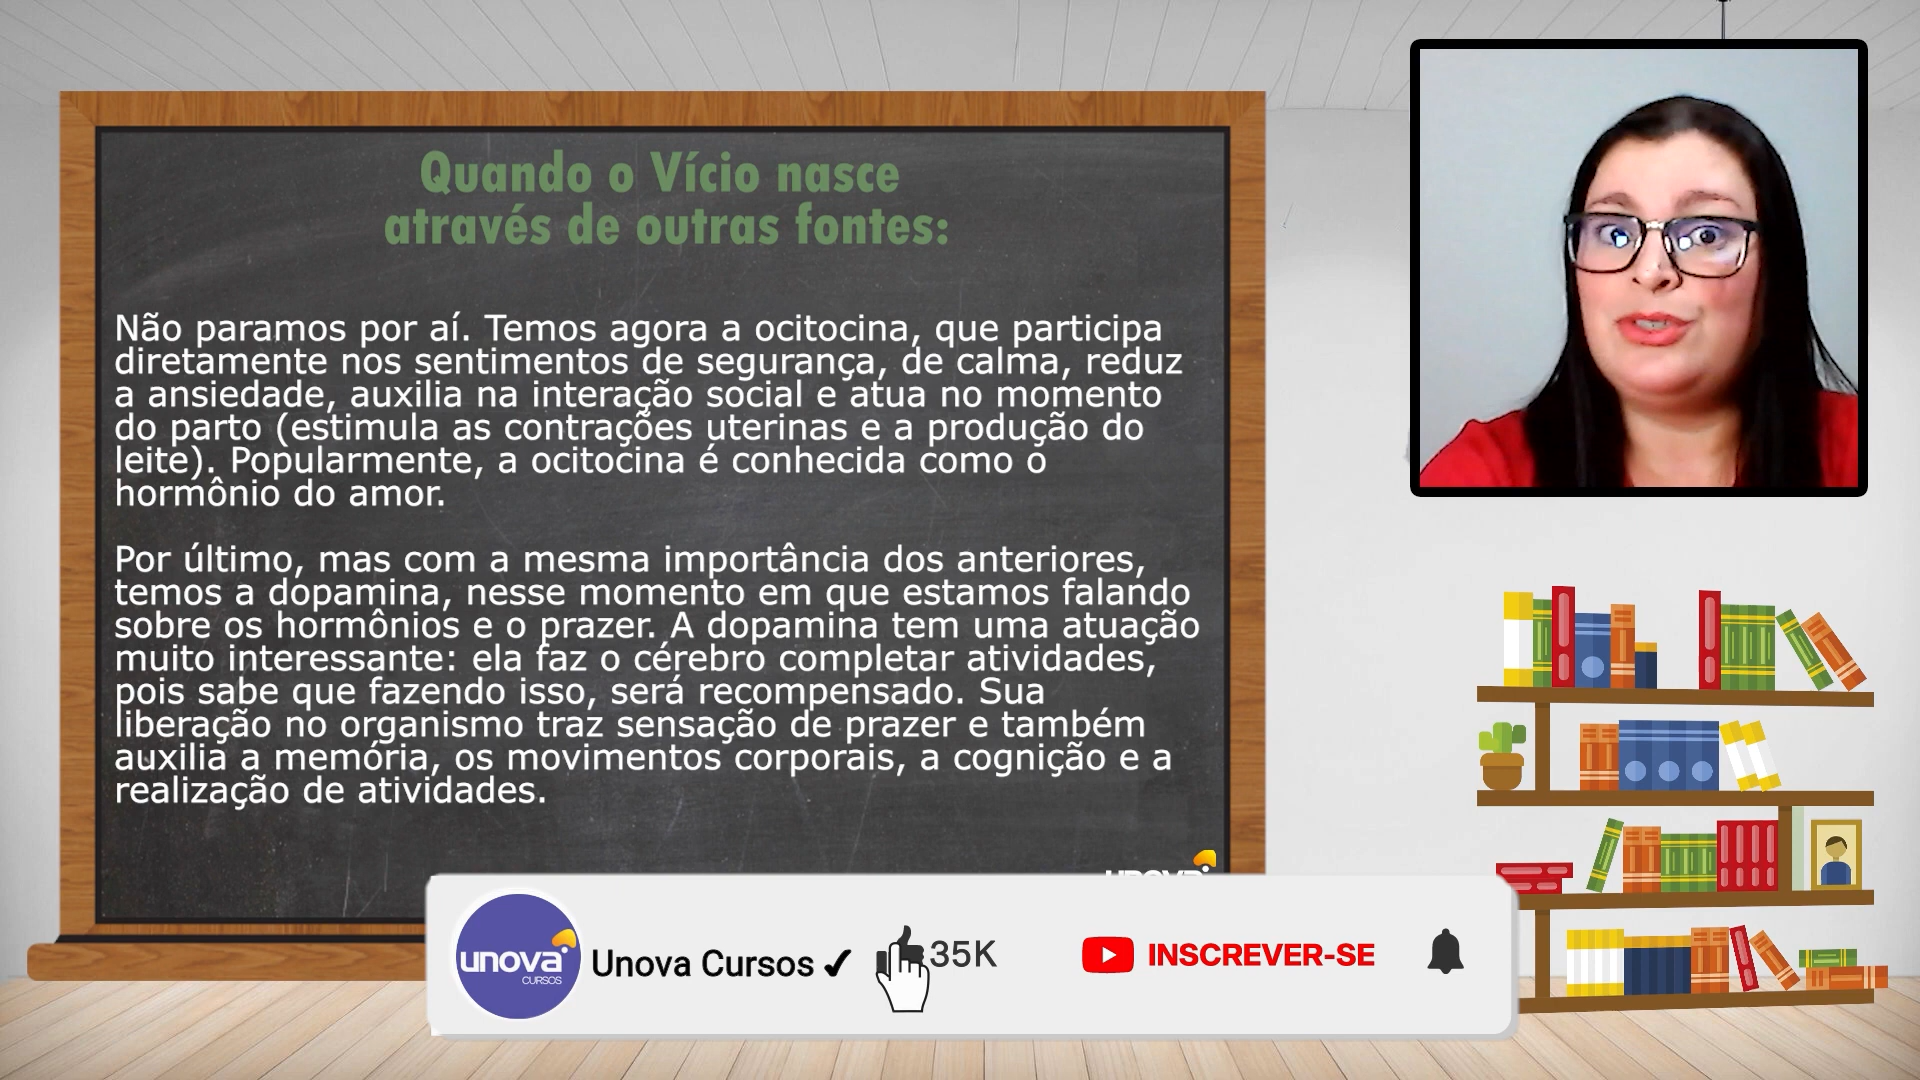 Quando o Vício nasce
através de outras fontes:
Não paramos por aí. Temos agora a ocitocina, que participa
diretamente nos sentimentos de segurança, de calma, reduz
a ansiedade, auxilia na interação social e atua no momento
do parto (estimula as contrações uterinas e a produção do
leite). Popularmente, a ocitocina é conhecida como o
hormônio do amor.
Por último, mas com a mesma importância dos anteriores,
temos a dopamina, nesse momento em que estamos falando
sobre os hormônios e o prazer. A dopamina tem uma atuação
muito interessante: ela faz o cérebro completar atividades,
pois sabe que fazendo isso, será recompensado. Sua
liberação no organismo traz sensação de prazer e também
auxilia a memória, os movimentos corporais, a cognição e a
realização de atividades.
unova
CURSOS
Unova Cursos
35K
INSCREVER-SE